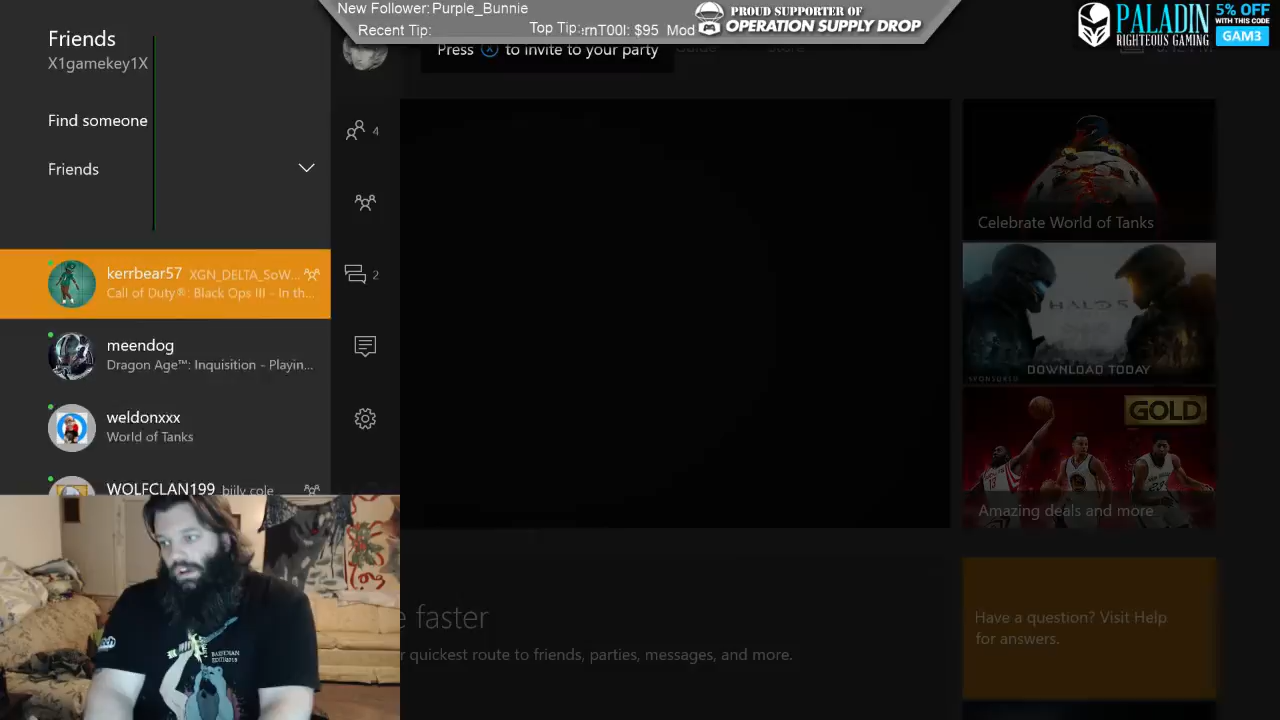 New Follower: Purple_Bunnie
Recent Tip:
Top Tip: rnT00l: $95 Mod
PROUD SUPPORTER OF
OPERATION SUPPLY DROP
PALADIN
RIGHTEOUS GAMING
5% OFF
WITH THIS CODE
GAM3
Friends
X1gamekey1X
Find someone
Friends
Press X to invite to your party
Guide
Store
4
2
kerrbear57 XGN_DELTA_SoW...
Call of Duty®: Black Ops III - In th...
meendog
Dragon Age™: Inquisition - Playin...
weldonxxx
World of Tanks
WOLFCLAN199 biily cole
Celebrate World of Tanks
HALO 5
DOWNLOAD TODAY
SPONSORED
GOLD
Amazing deals and more
e faster
r quickest route to friends, parties, messages, and more.
Have a question? Visit Help
for answers.